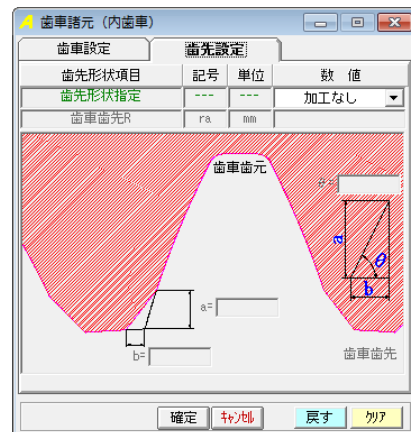 歯車諸元（内歯車）
歯車設定 歯先設定
歯先形状項目 記号 単位 数 値
歯先形状指定 --- --- 加工なし
歯車歯先R ra mm
歯車歯元
θ=
a
θ
b
a=
b=
歯車歯先
確定 ｷｬﾝｾﾙ 戻す ｸﾘｱ